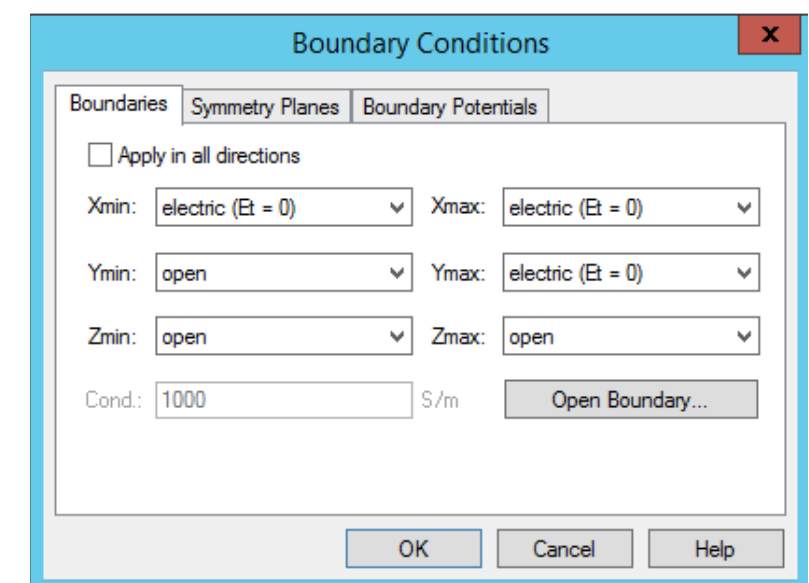 Boundary Conditions
x
Boundaries Symmetry Planes Boundary Potentials
Apply in all directions
Xmin: electric (Et = 0) Xmax: electric (Et = 0)
Ymin: open Ymax: electric (Et = 0)
Zmin: open Zmax: open
Cond.: 1000 S/m Open Boundary...
OK Cancel Help